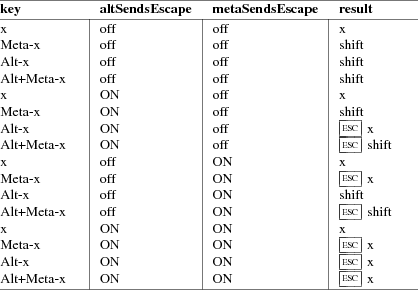 key altSendsEscape metaSendsEscape result
x off off x
Meta-x off off shift
Alt-x off off shift
Alt+Meta-x off off shift
x ON off x
Meta-x ON off shift
Alt-x ON off ESC x
Alt+Meta-x ON off ESC shift
x off ON x
Meta-x off ON ESC x
Alt-x off ON shift
Alt+Meta-x off ON ESC shift
x ON ON x
Meta-x ON ON ESC x
Alt-x ON ON ESC x
Alt+Meta-x ON ON ESC x